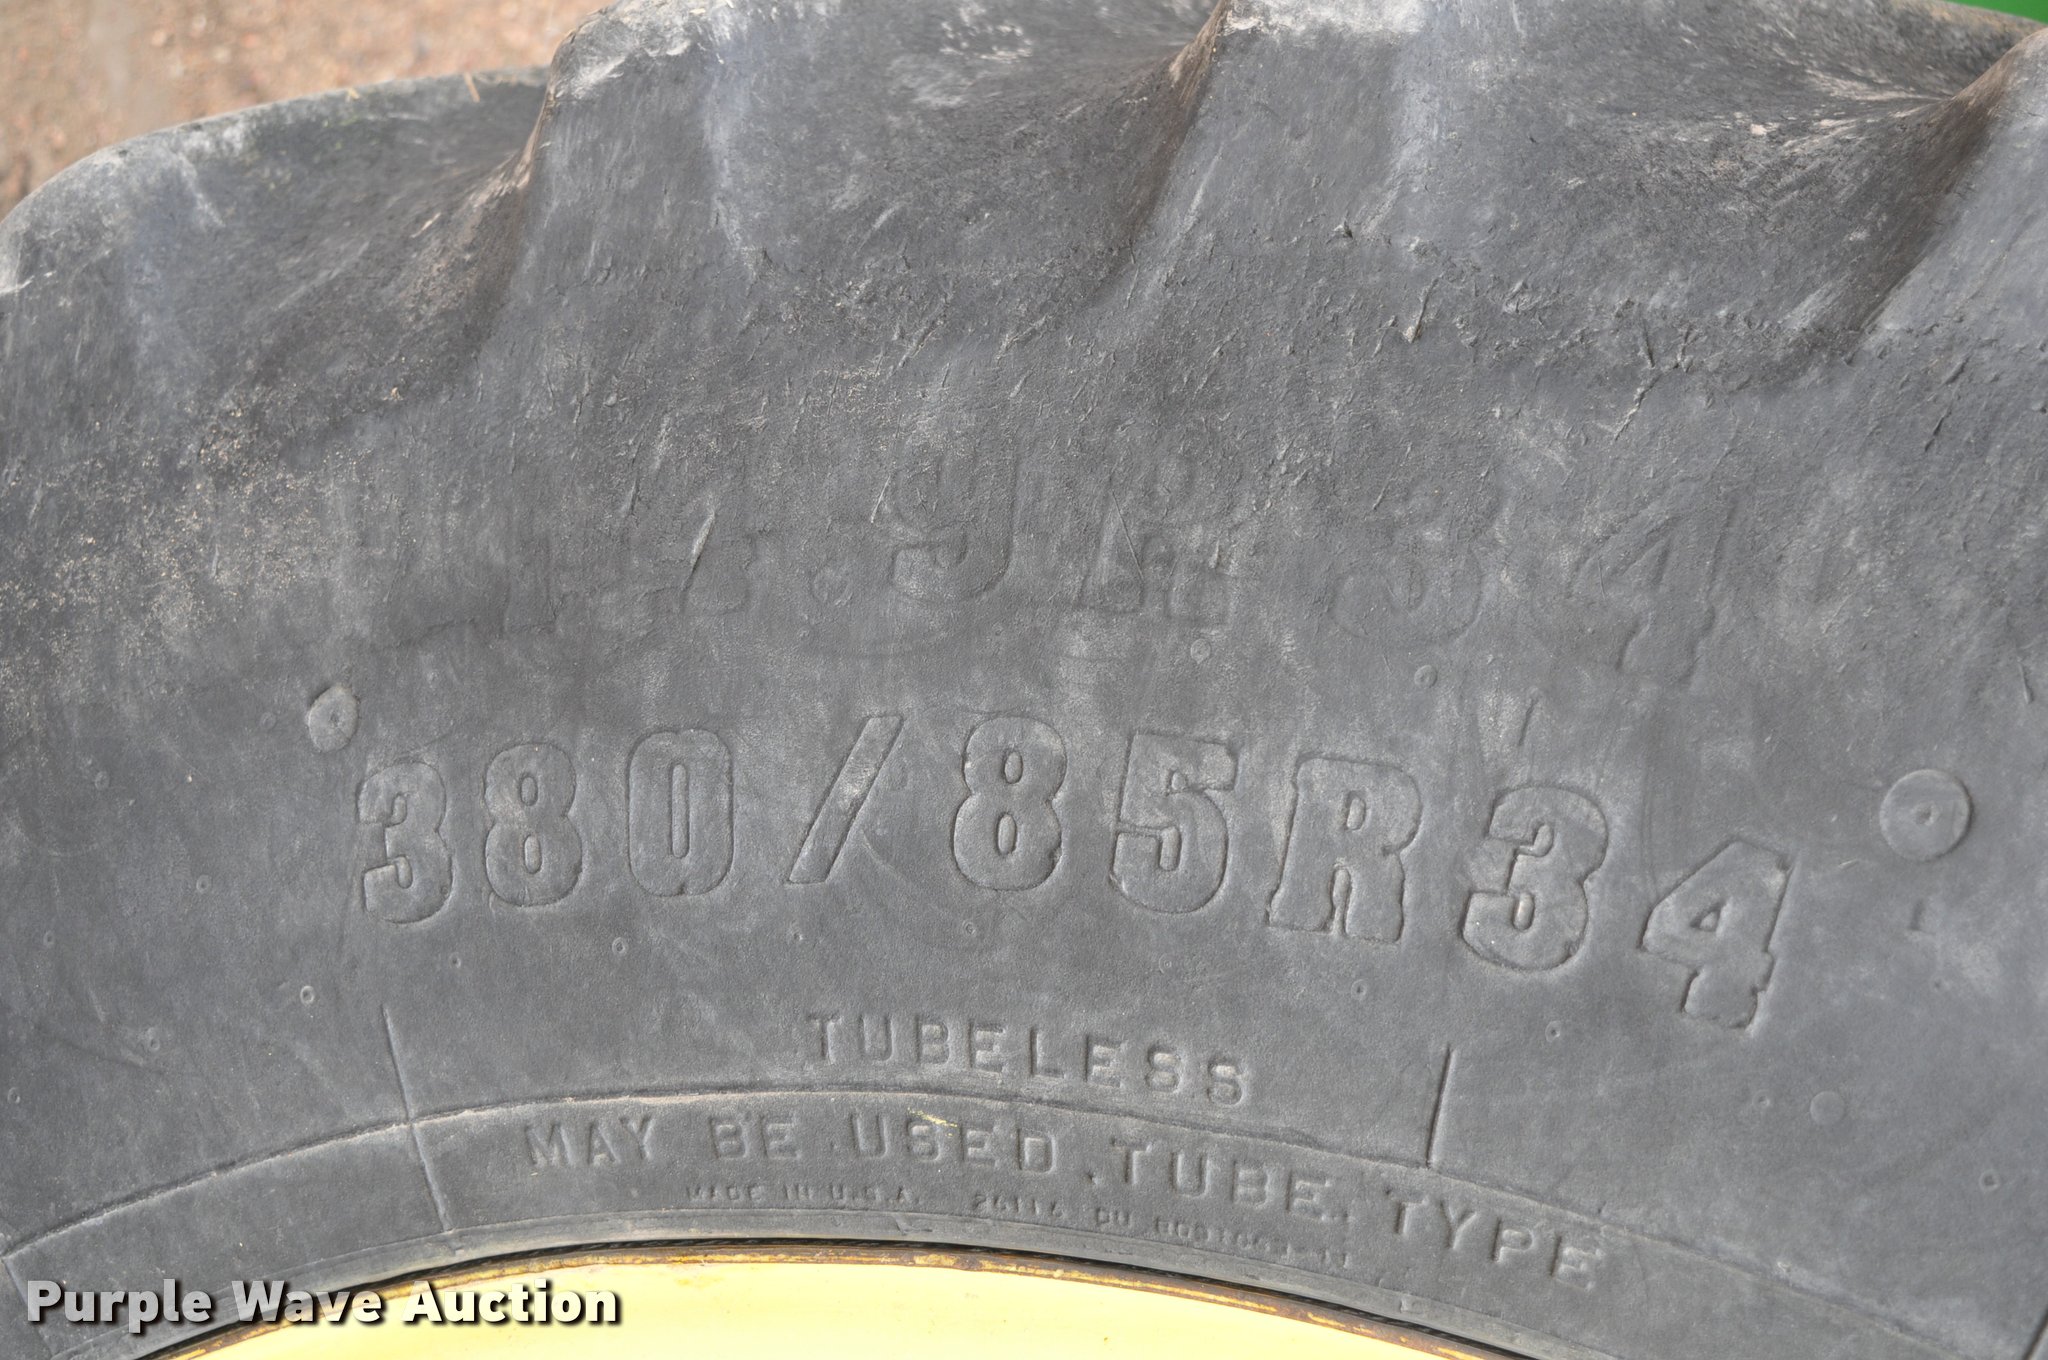 380/85R34
TUBELESS
MAY BE USED TUBE TYPE
MADE IN U.S.A.
Purple Wave Auction